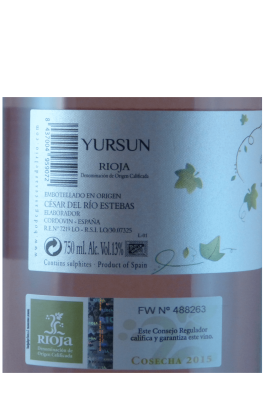 YURSUN
RIOJA
Denominación de Origen Calificada
EMBOTELLADO EN ORIGEN
CÉSAR DEL RÍO ESTEBAS
ELABORADOR
CORDOVÍN - ESPAÑA
750 ml. Alc. Vol.13%
Contains sulphites · Product of Spain
RIOJA
Denominación de
Origen Calificada
FW Nº 488263
Este Consejo Regulador
califica y garantiza este vino.
COSECHA 2015